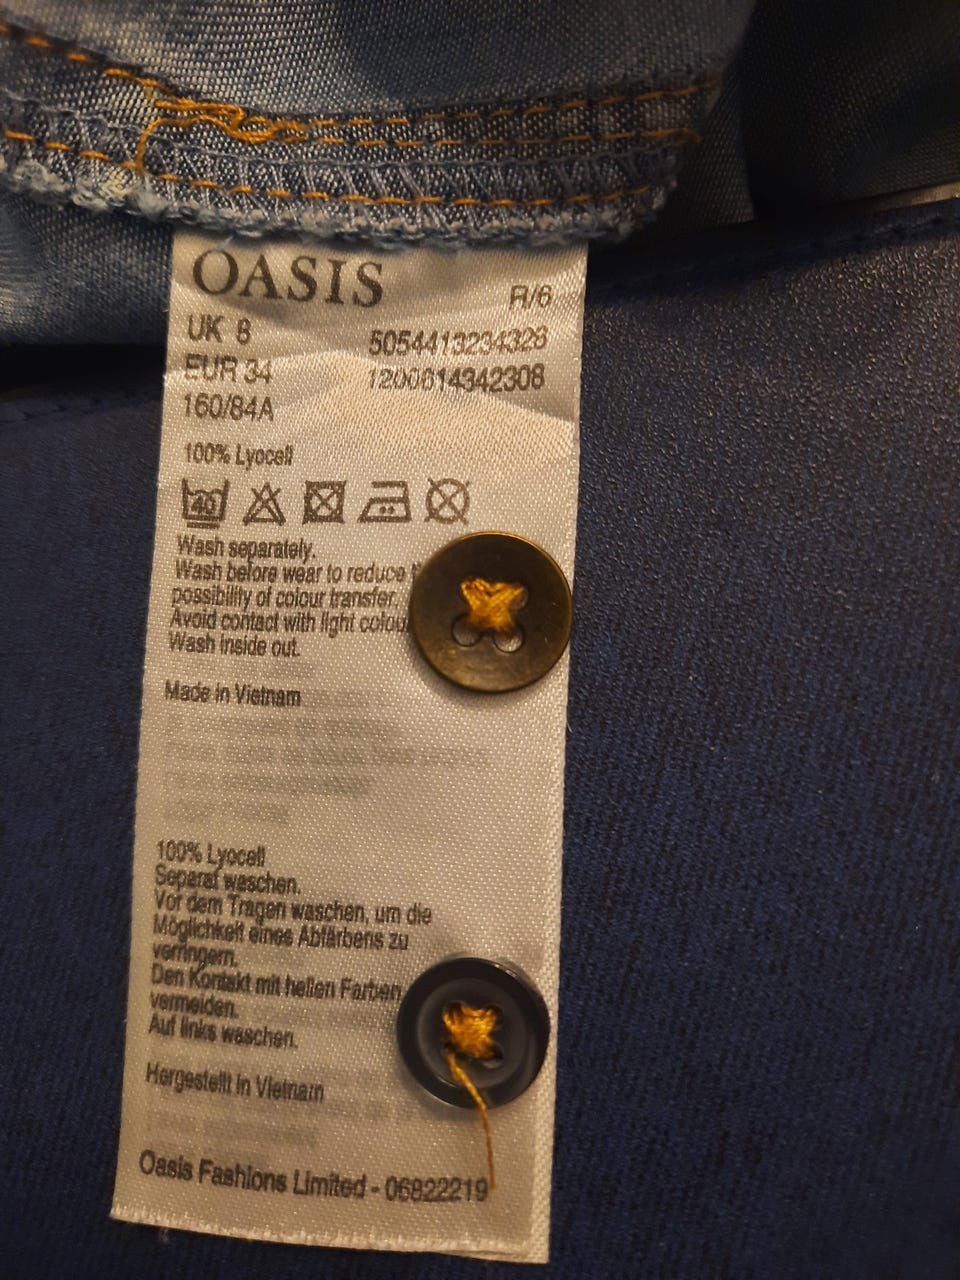 OASIS
R/6
UK 8
5054413234328
EUR 34
1200614342308
160/84A
100% Lyocell
40
Wash separately.
Wash before wear to reduce
possibility of colour transfer.
Avoid contact with light
Wash inside out.
Made in Vietnam
100% Lyocell
Separat waschen.
Vor dem Tragen waschen, um die
Möglichkeit eines Abfärbens zu
verringern.
Den Kontakt mit hellen Farben
vermeiden.
Auf links waschen.
Hergestellt in Vietnam
Oasis Fashions Limited - 06822219